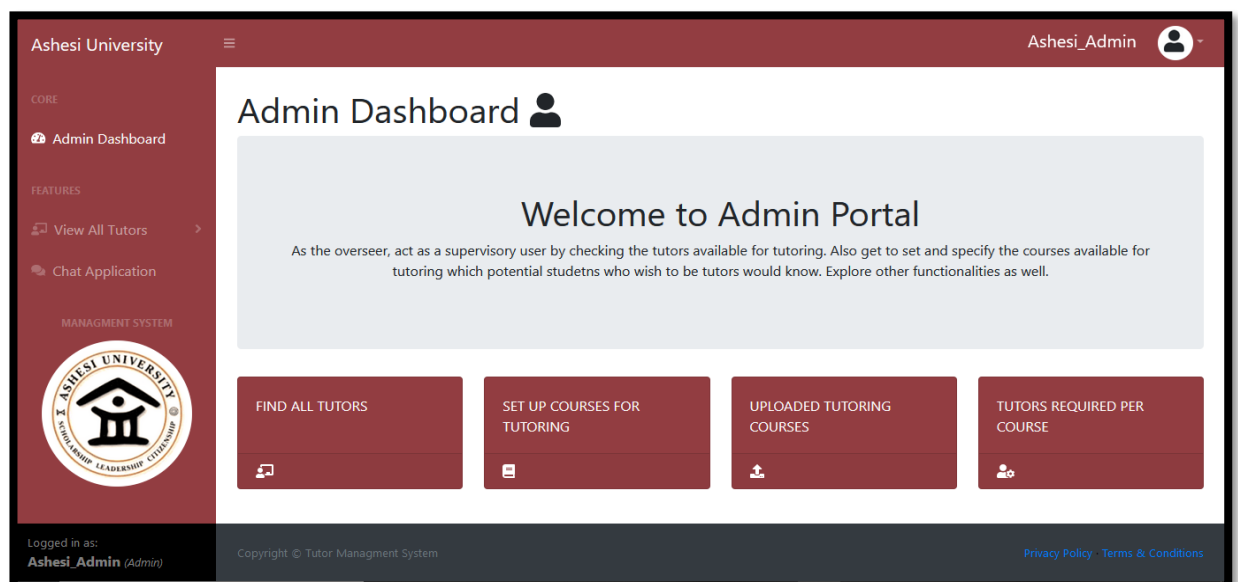 Ashesi University
Ashesi_Admin
CORE
Admin Dashboard
FEATURES
View All Tutors
Chat Application
MANAGMENT SYSTEM
ASHESI UNIVERSITY
SCHOLARSHIP LEADERSHIP CITIZENSHIP
Logged in as:
Ashesi_Admin (Admin)
Admin Dashboard
Welcome to Admin Portal
As the overseer, act as a supervisory user by checking the tutors available for tutoring. Also get to set and specify the courses available for
tutoring which potential studetns who wish to be tutors would know. Explore other functionalities as well.
FIND ALL TUTORS
SET UP COURSES FOR
TUTORING
UPLOADED TUTORING
COURSES
TUTORS REQUIRED PER
COURSE
Copyright © Tutor Managment System
Privacy Policy · Terms & Conditions